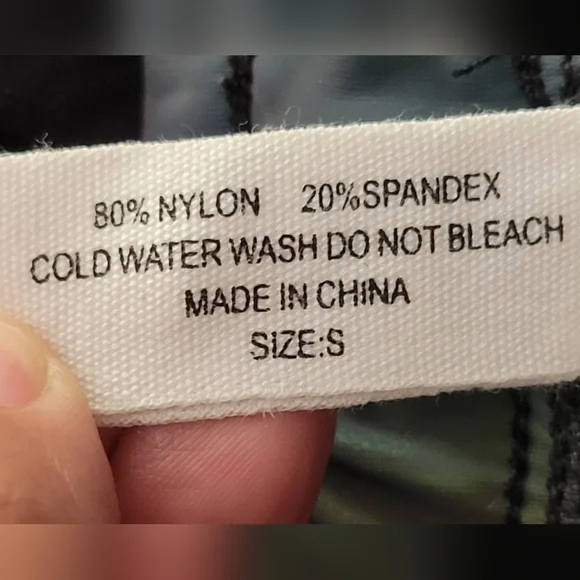 80% NYLON 20%SPANDEX
COLD WATER WASH DO NOT BLEACH
MADE IN CHINA
SIZE:S